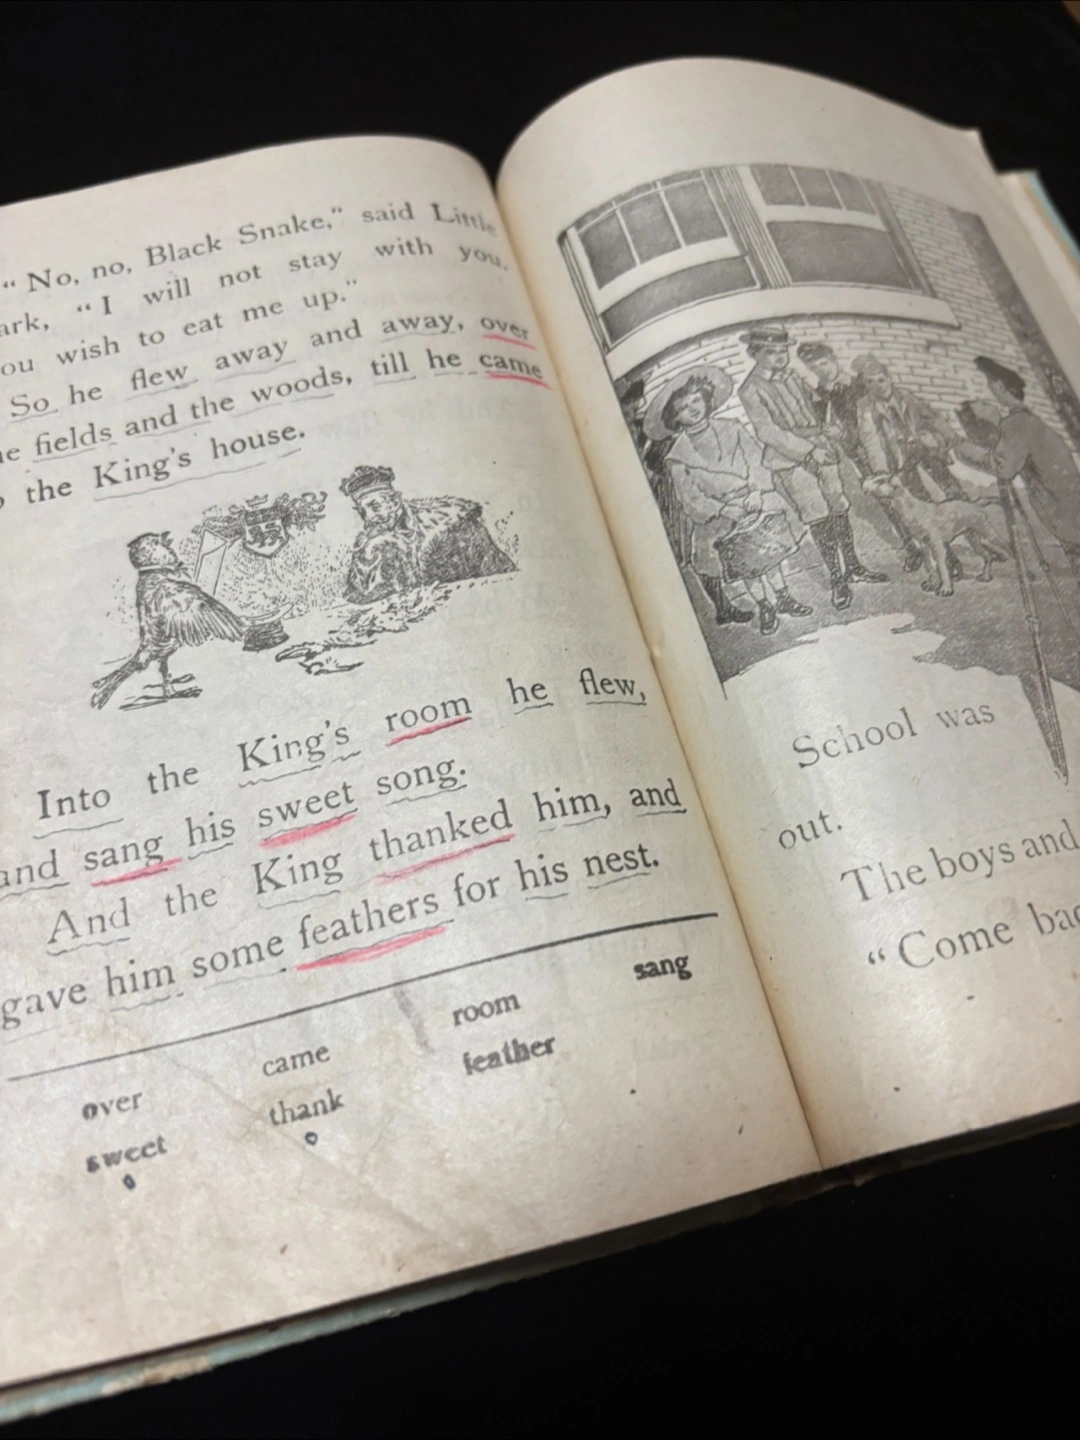 “ No, no, Black Snake,” said Little
ark, “I will not stay with you.
ou wish to eat me up.”
So he flew away and away, over
he fields and the woods, till he came
the King's house.
Into the King's room he flew,
and sang his sweet song.
And the King thanked him, and
gave him some feathers for his nest.
over came room sang
sweet thank feather
School was
out.
The boys and
“Come bac